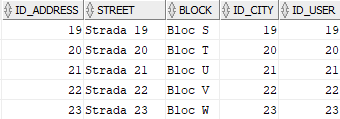 ID_ADDRESS STREET BLOCK ID_CITY ID_USER
19 Strada 19 Bloc S 19 19
20 Strada 20 Bloc T 20 20
21 Strada 21 Bloc U 21 21
22 Strada 22 Bloc V 22 22
23 Strada 23 Bloc W 23 23